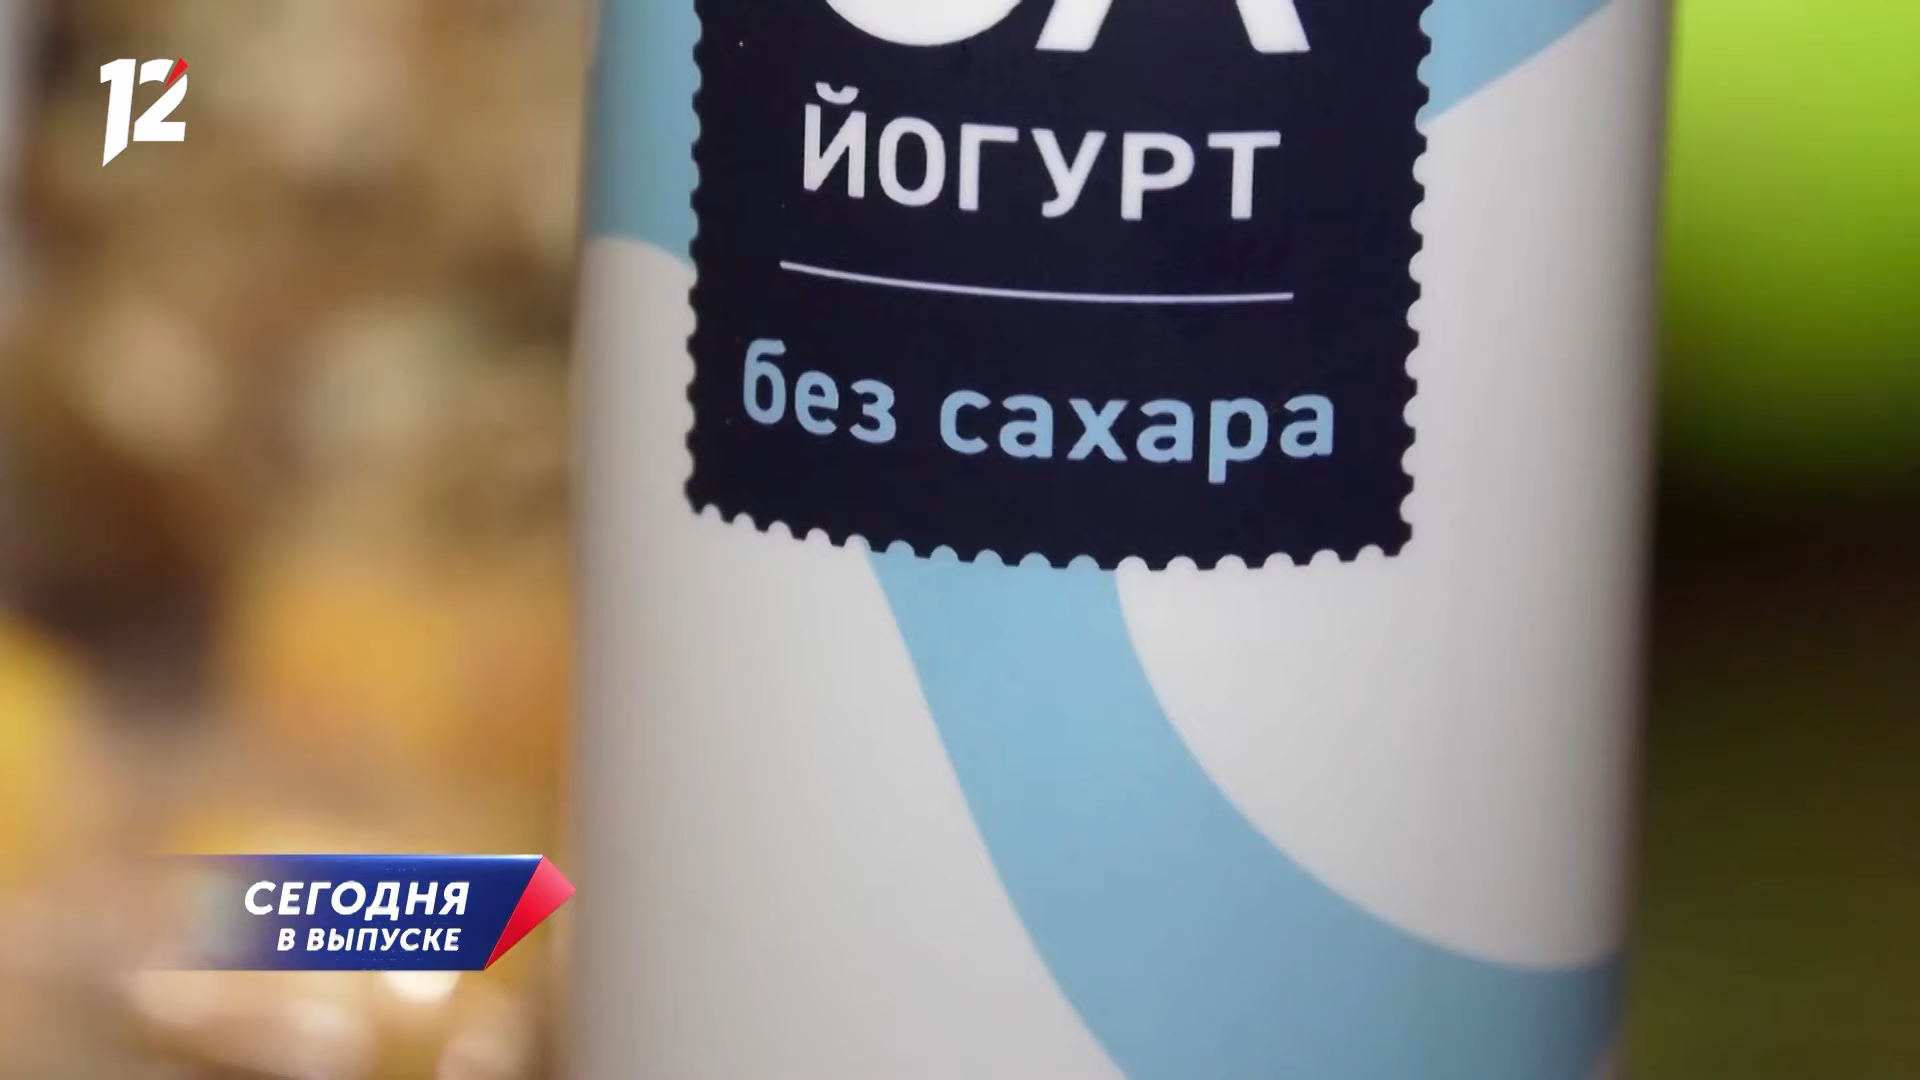 12
ЙОГУРТ
без сахара
СЕГОДНЯ
В ВЫПУСКЕ